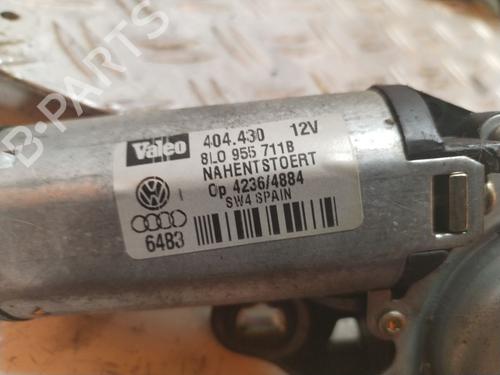 Valeo 404.430 12V
8L0 955 711B
NAHENTSTOERT
Op 4236/4884
SW4 SPAIN
6483
B-PARTS